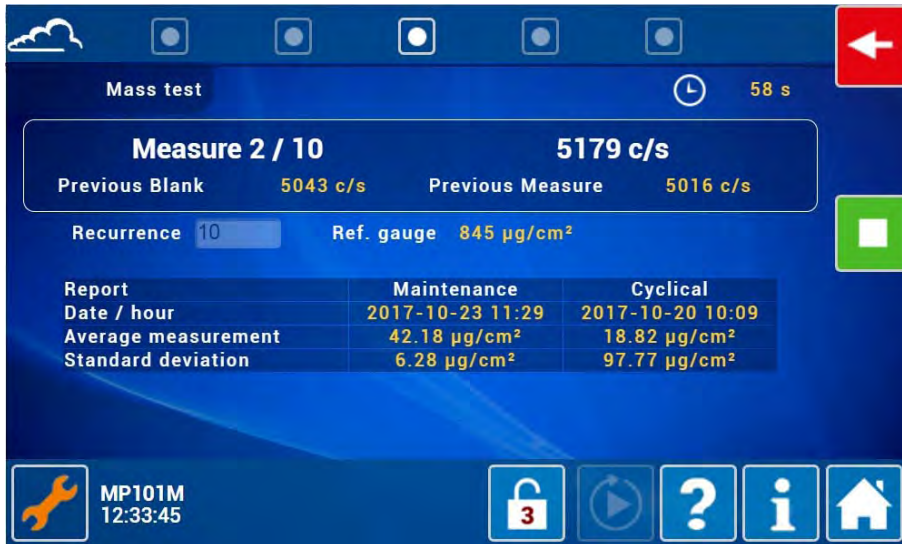 Mass test 58 s
Measure 2 / 10 5179 c/s
Previous Blank 5043 c/s Previous Measure 5016 c/s
Recurrence 10 Ref. gauge 845 µg/cm²
Report Maintenance Cyclical
Date / hour 2017-10-23 11:29 2017-10-20 10:09
Average measurement 42.18 µg/cm² 18.82 µg/cm²
Standard deviation 6.28 µg/cm² 97.77 µg/cm²
MP101M
12:33:45
3
?
i